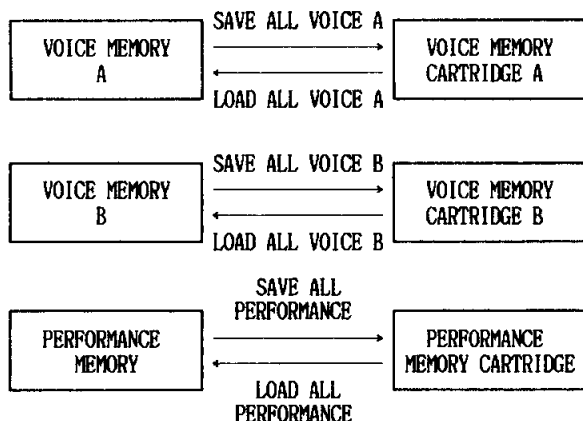 SAVE ALL VOICE A
VOICE MEMORY
A
VOICE MEMORY
CARTRIDGE A
LOAD ALL VOICE A
SAVE ALL VOICE B
VOICE MEMORY
B
VOICE MEMORY
CARTRIDGE B
LOAD ALL VOICE B
SAVE ALL
PERFORMANCE
PERFORMANCE
MEMORY
PERFORMANCE
MEMORY CARTRIDGE
LOAD ALL
PERFORMANCE